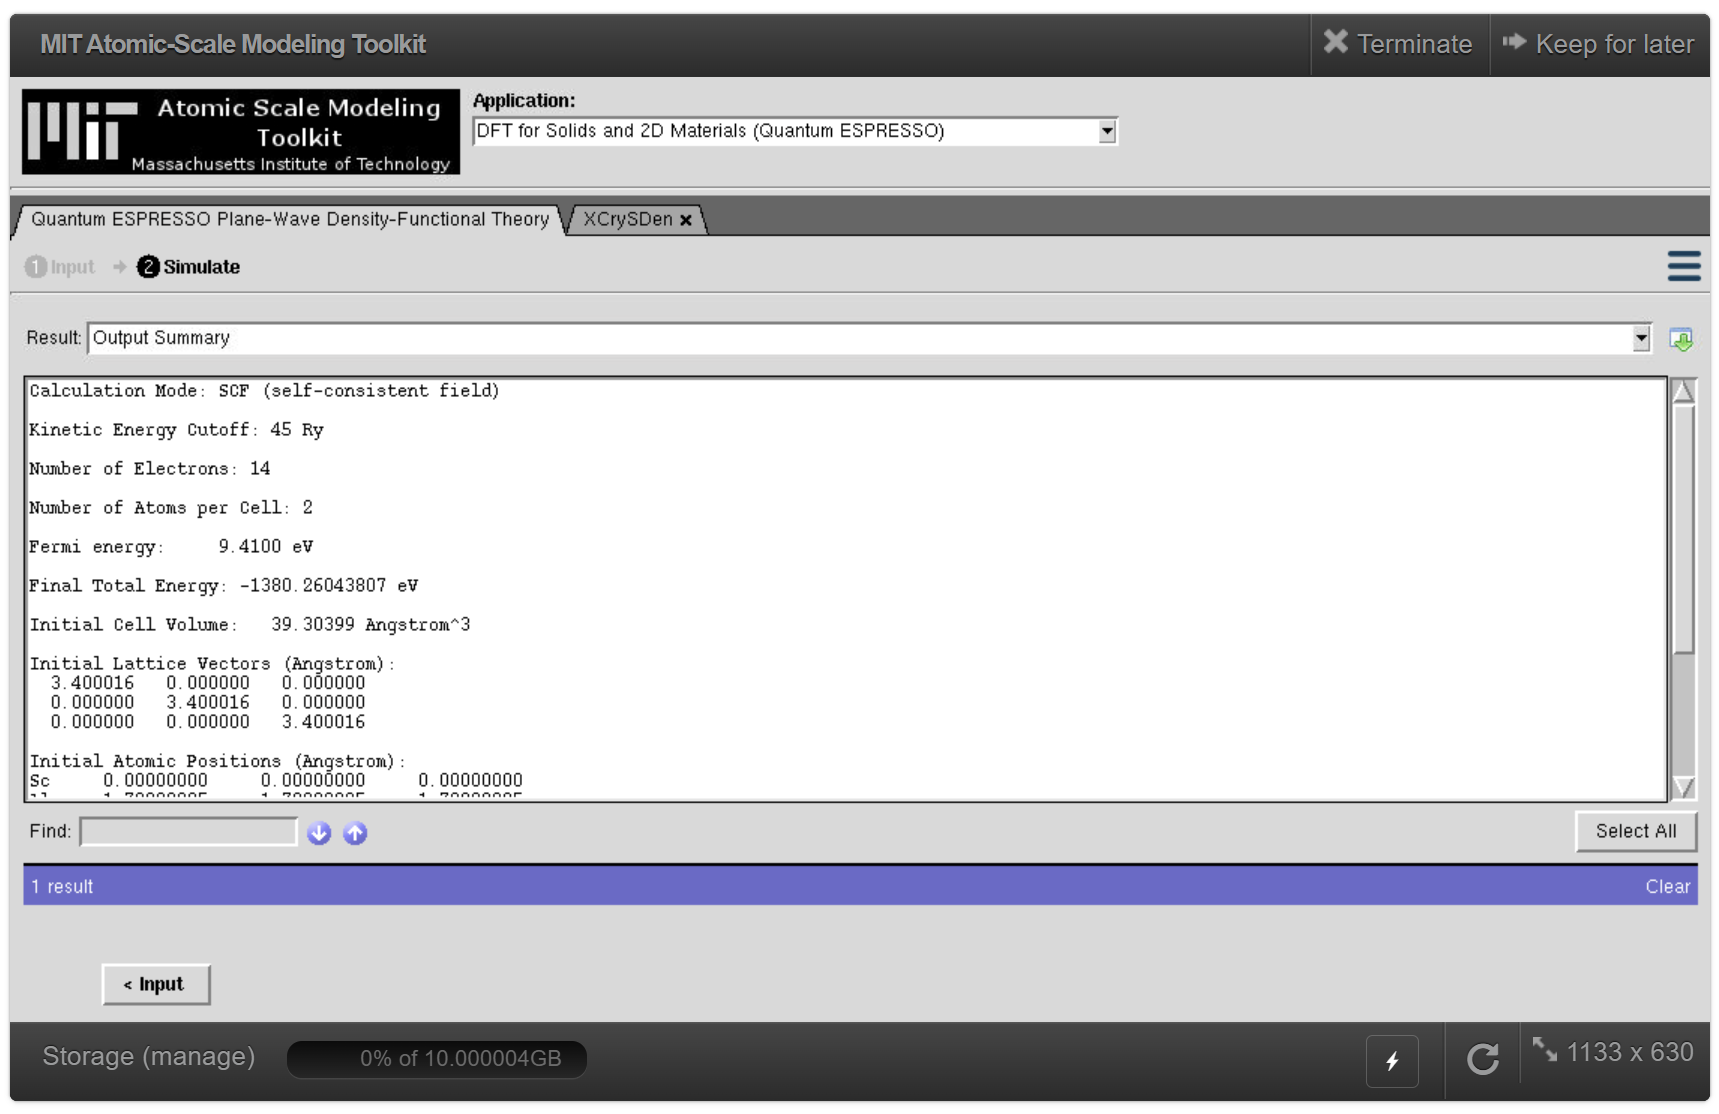 MIT Atomic-Scale Modeling Toolkit
Terminate
Keep for later
MIT
Atomic Scale Modeling
Toolkit
Massachusetts Institute of Technology
Application:
DFT for Solids and 2D Materials (Quantum ESPRESSO)
Quantum ESPRESSO Plane-Wave Density-Functional Theory
XCrySDen
1 Input
2 Simulate
Result: Output Summary
Calculation Mode: SCF (self-consistent field)
Kinetic Energy Cutoff: 45 Ry
Number of Electrons: 14
Number of Atoms per Cell: 2
Fermi energy: 9.4100 eV
Final Total Energy: -1380.26043807 eV
Initial Cell Volume: 39.30399 Angstrom^3
Initial Lattice Vectors (Angstrom):
3.400016 0.000000 0.000000
0.000000 3.400016 0.000000
0.000000 0.000000 3.400016
Initial Atomic Positions (Angstrom):
Sc 0.00000000 0.00000000 0.00000000
Find:
Select All
1 result
Clear
< Input
Storage (manage)
0% of 10.000004GB
1133 x 630